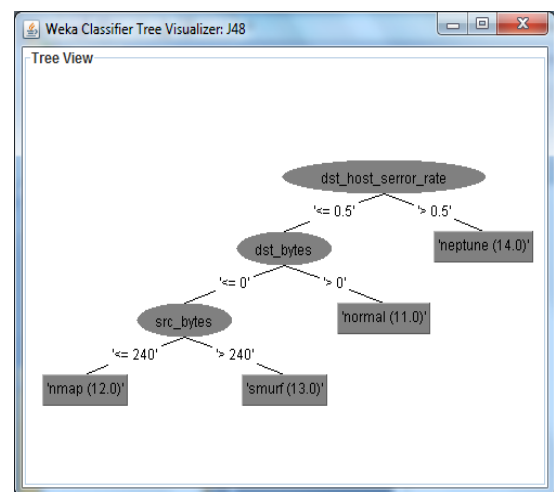 Weka Classifier Tree Visualizer: J48
Tree View
dst_host_serror_rate
'<= 0.5' '> 0.5'
dst_bytes 'neptune (14.0)'
'<= 0' '> 0'
src_bytes 'normal (11.0)'
'<= 240' '> 240'
'nmap (12.0)' 'smurf (13.0)'